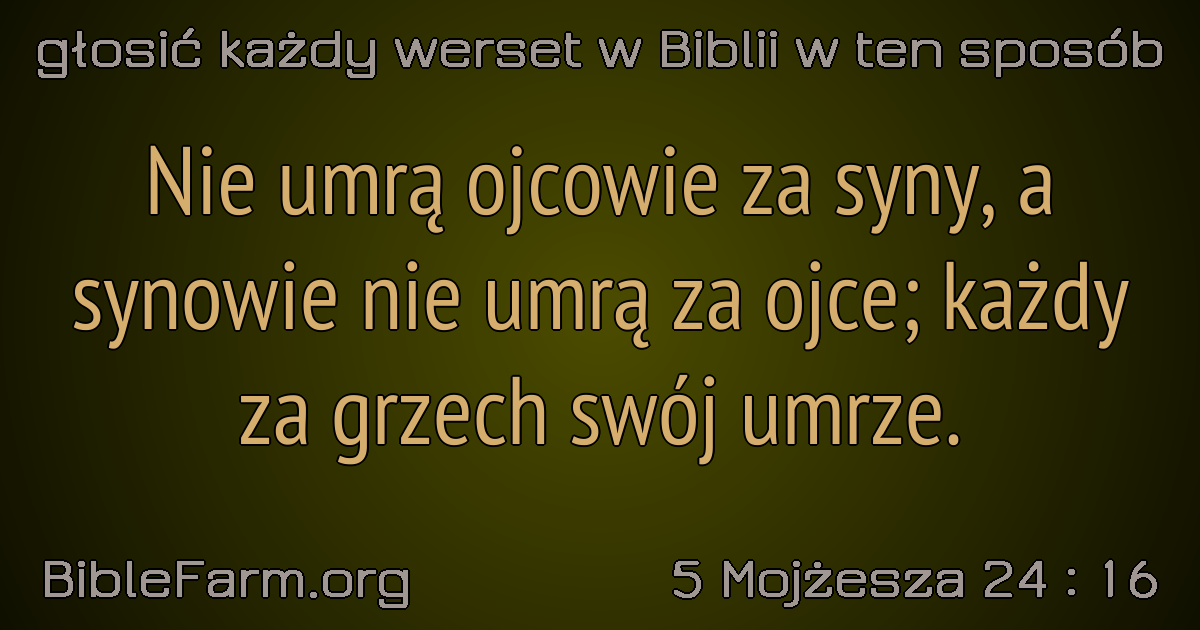 głosić każdy werset w Biblii w ten sposób
Nie umrą ojcowie za syny, a
synowie nie umrą za ojce; każdy
za grzech swój umrze.
BibleFarm.org
5 Mojżesza 24 : 16